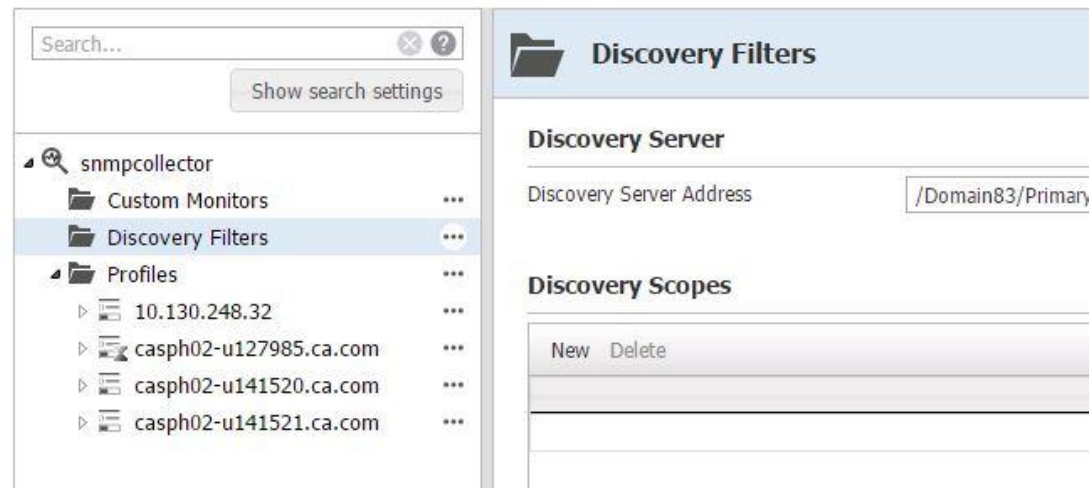 Search...
Show search settings
snmpcollector
Custom Monitors
Discovery Filters
Profiles
10.130.248.32
casph02-u127985.ca.com
casph02-u141520.ca.com
casph02-u141521.ca.com
Discovery Filters
Discovery Server
Discovery Server Address /Domain83/Primary
Discovery Scopes
New Delete